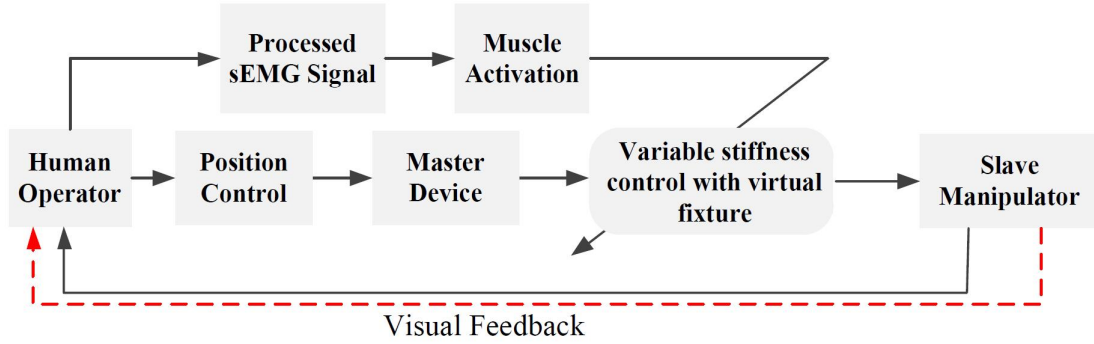 Processed
sEMG Signal
Muscle
Activation
Human
Operator
Position
Control
Master
Device
Variable stiffness
control with virtual
fixture
Slave
Manipulator
Visual Feedback